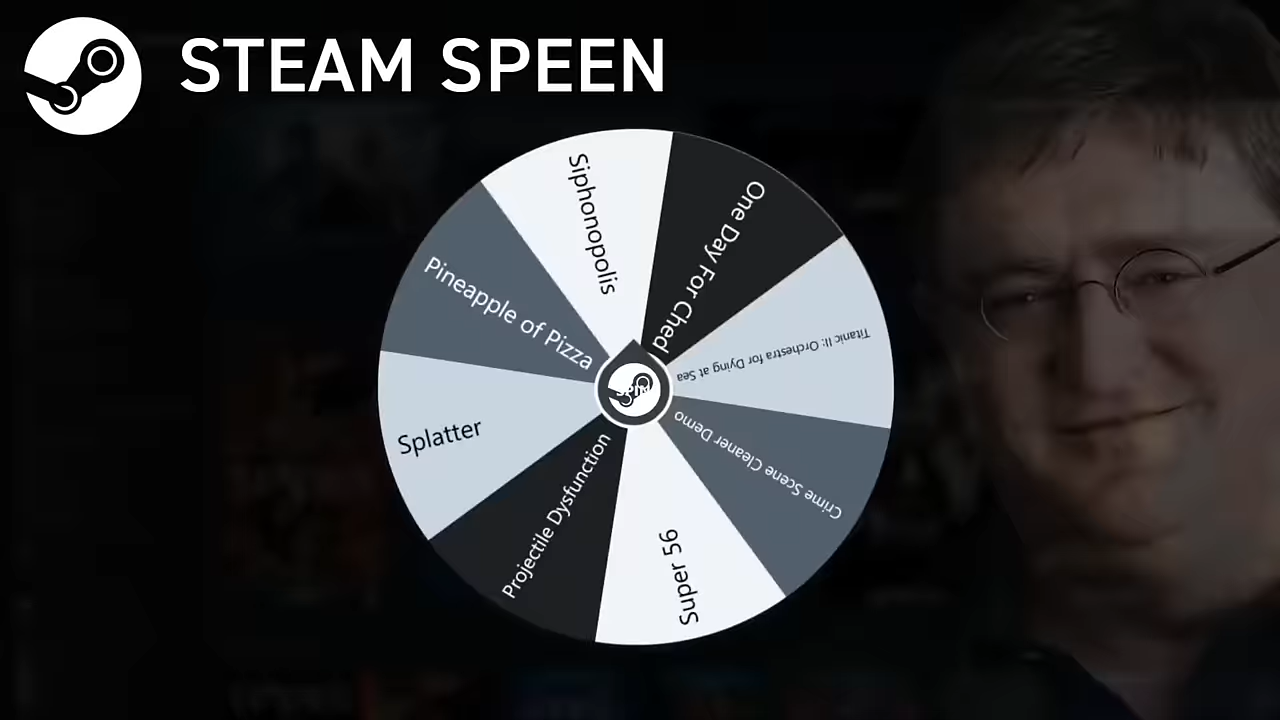 STEAM SPEEN
Siphonopolis
One Day For Ched
Titanic II: Orchestra for Dying at Sea
Crime Scene Cleaner Demo
Super 56
Projectile Dysfunction
Splatter
Pineapple of Pizza
SPIN